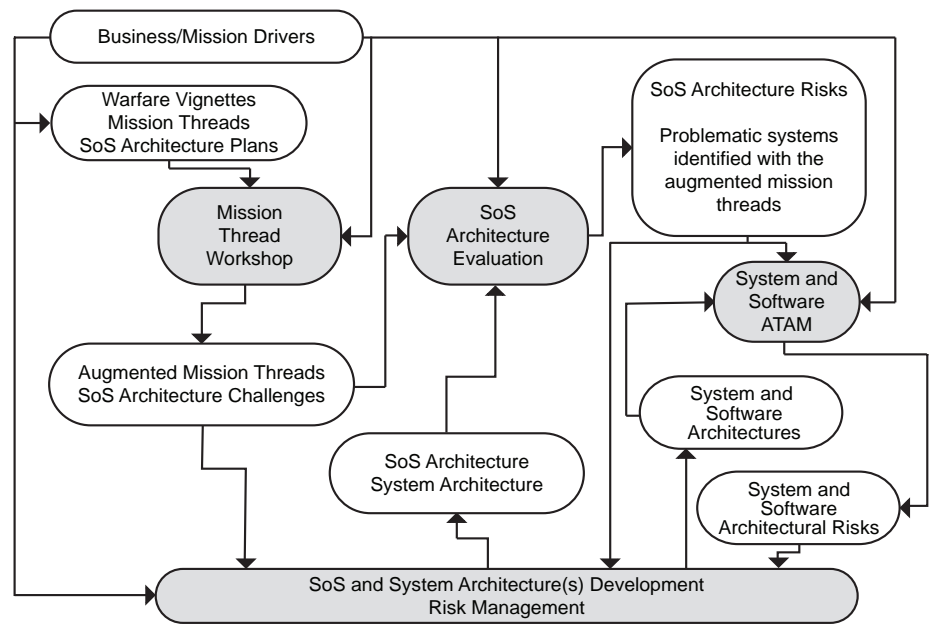 Business/Mission Drivers
Warfare Vignettes
Mission Threads
SoS Architecture Plans
Mission
Thread
Workshop
SoS
Architecture
Evaluation
SoS Architecture Risks
Problematic systems
identified with the
augmented mission
threads
System and
Software
ATAM
Augmented Mission Threads
SoS Architecture Challenges
System and
Software
Architectures
SoS Architecture
System Architecture
System and
Software
Architectural Risks
SoS and System Architecture(s) Development
Risk Management